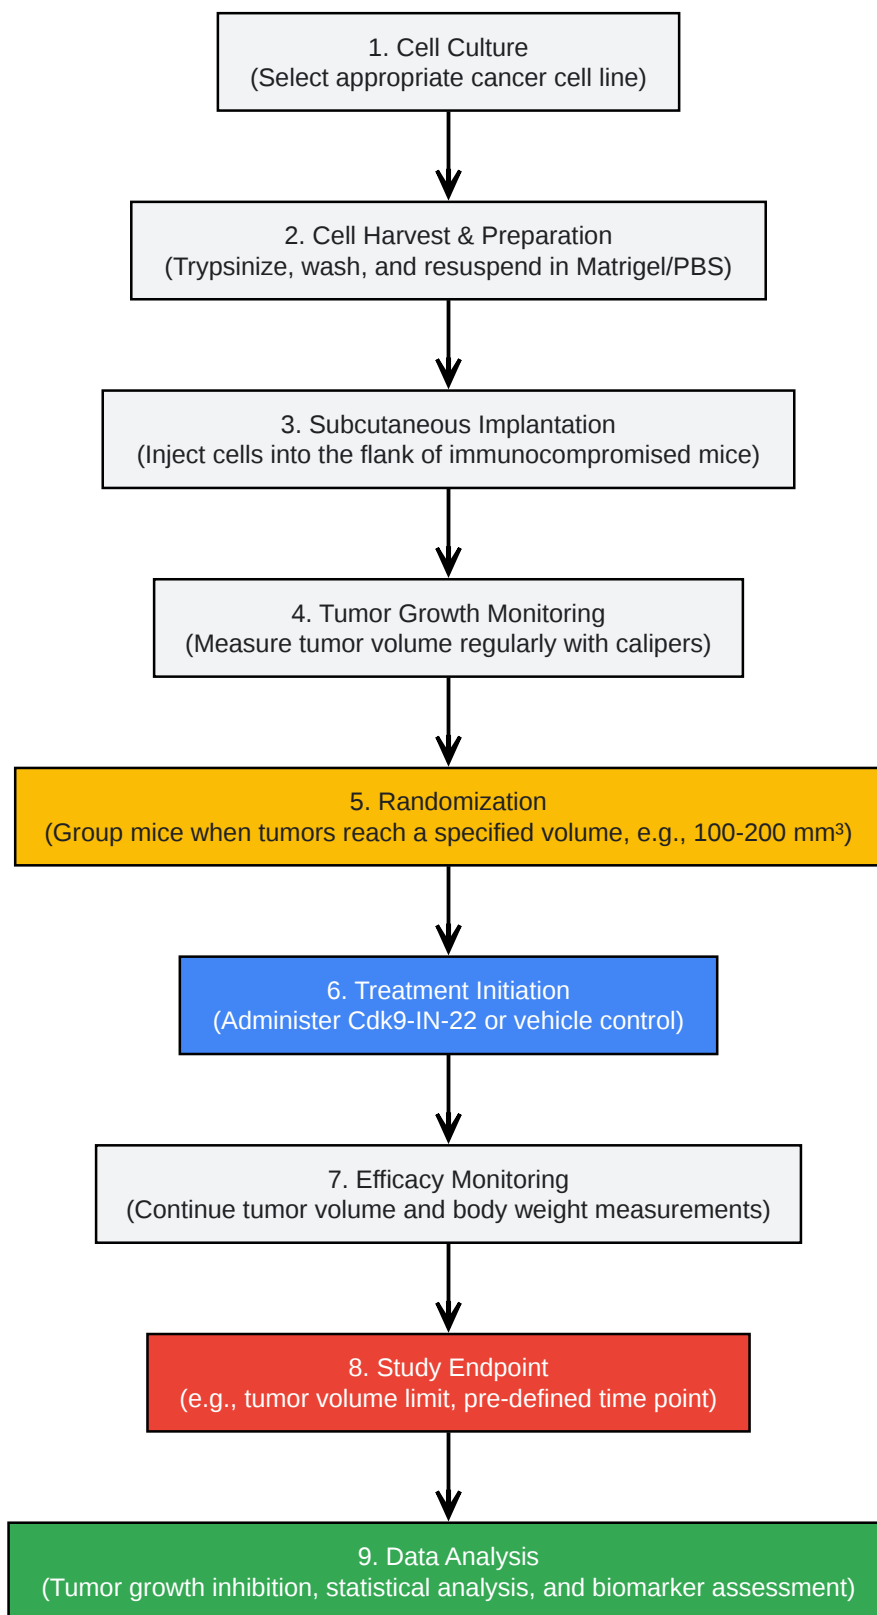 1. Cell Culture
(Select appropriate cancer cell line)
2. Cell Harvest & Preparation
(Trypsinize, wash, and resuspend in Matrigel/PBS)
3. Subcutaneous Implantation
(Inject cells into the flank of immunocompromised mice)
4. Tumor Growth Monitoring
(Measure tumor volume regularly with calipers)
5. Randomization
(Group mice when tumors reach a specified volume, e.g., 100-200 mm³)
6. Treatment Initiation
(Administer Cdk9-IN-22 or vehicle control)
7. Efficacy Monitoring
(Continue tumor volume and body weight measurements)
8. Study Endpoint
(e.g., tumor volume limit, pre-defined time point)
9. Data Analysis
(Tumor growth inhibition, statistical analysis, and biomarker assessment)